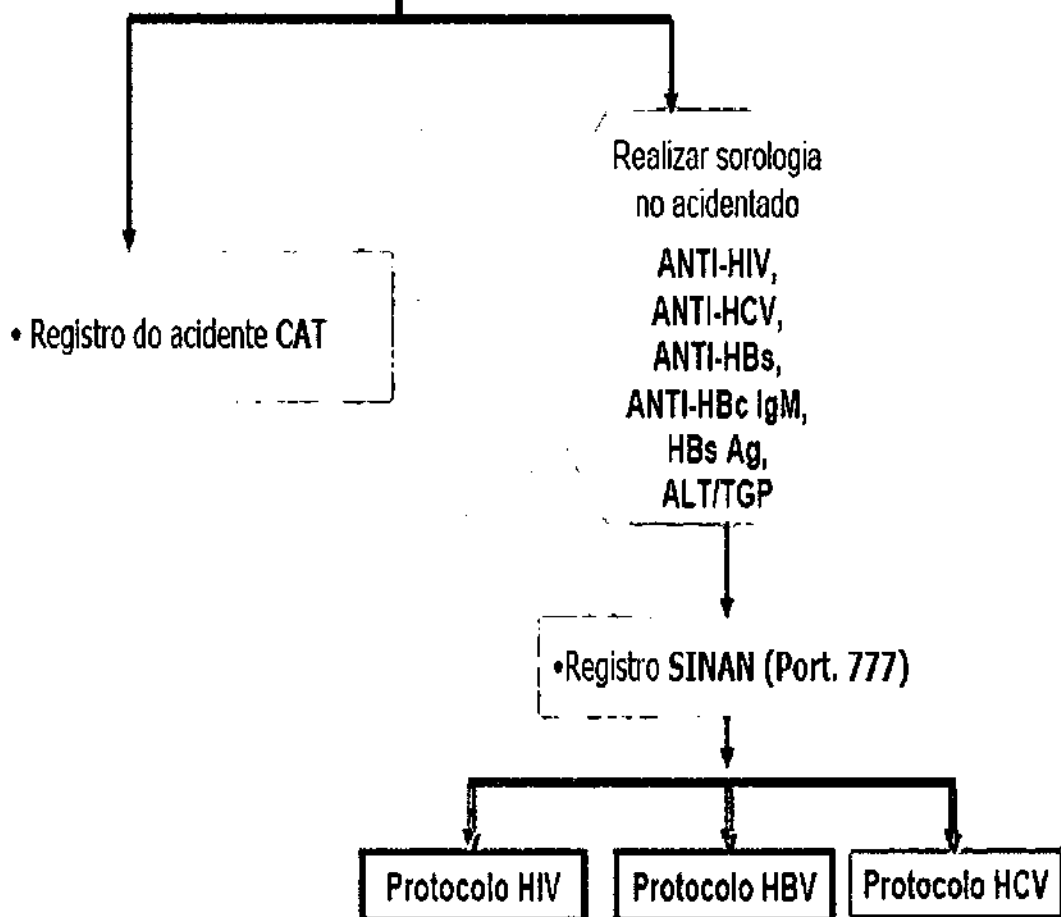 • Registro do acidente CAT
Realizar sorologia
no acidentado
ANTI-HIV,
ANTI-HCV,
ANTI-HBs,
ANTI-HBc IgM,
HBs Ag,
ALT/TGP
•Registro SINAN (Port. 777)
Protocolo HIV
Protocolo HBV
Protocolo HCV